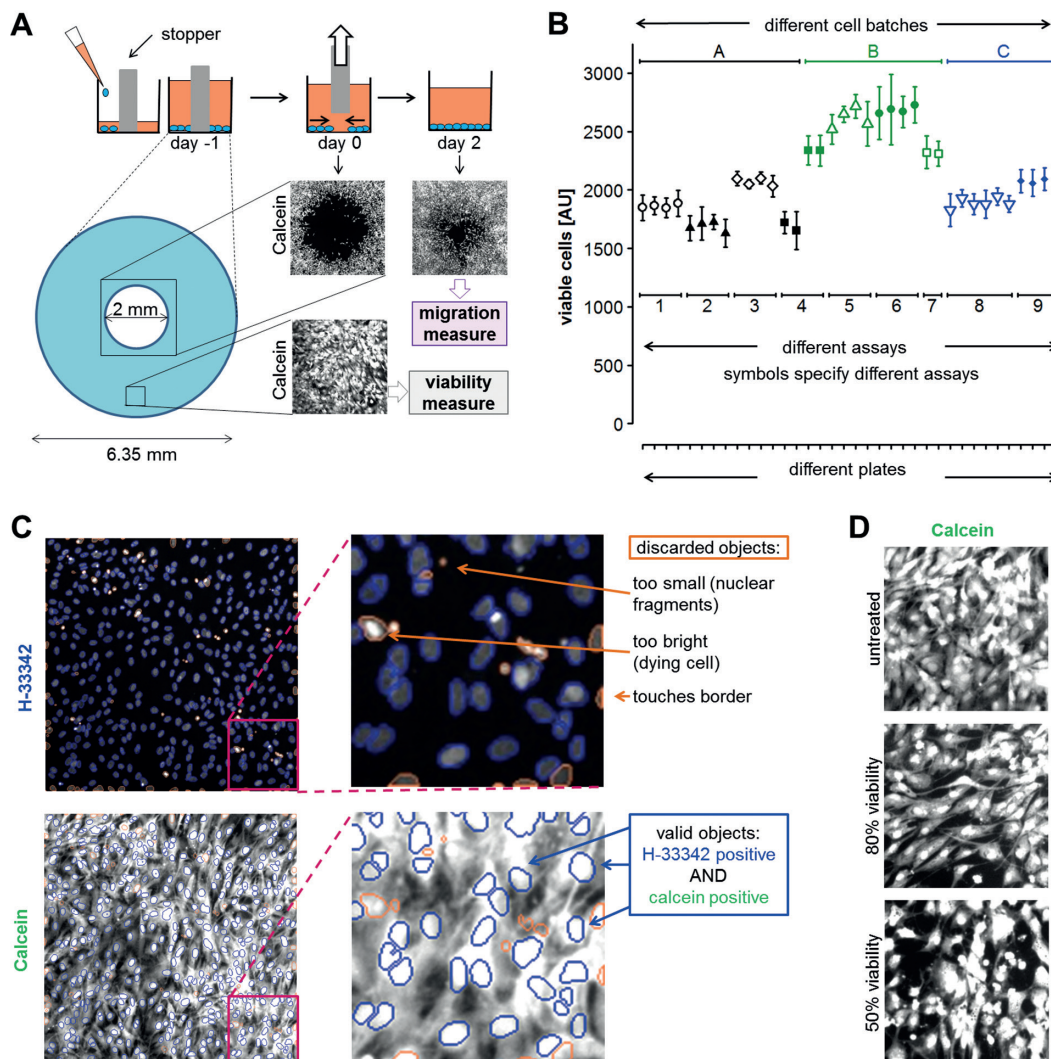 A
stopper
day -1
day 0
day 2
Calcein
2 mm
migration
measure
Calcein
viability
measure
6.35 mm
B
different cell batches
A
B
C
3000
2500
2000
1500
1000
500
0
viable cells [AU]
1
2
3
4
5
6
7
8
9
different assays
symbols specify different assays
different plates
C
H-33342
discarded objects:
too small (nuclear
fragments)
too bright
(dying cell)
touches border
Calcein
valid objects:
H-33342 positive
AND
calcein positive
D
Calcein
untreated
80% viability
50% viability